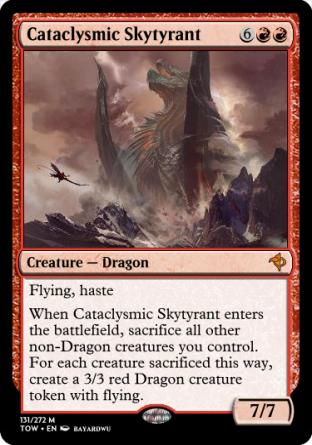 Cataclysmic Skytyrant 6
Creature — Dragon
Flying, haste
When Cataclysmic Skytyrant enters
the battlefield, sacrifice all other
non-Dragon creatures you control.
For each creature sacrificed this way,
create a 3/3 red Dragon creature
token with flying.
7/7
131/272 M
TOW • EN BAYARDWU